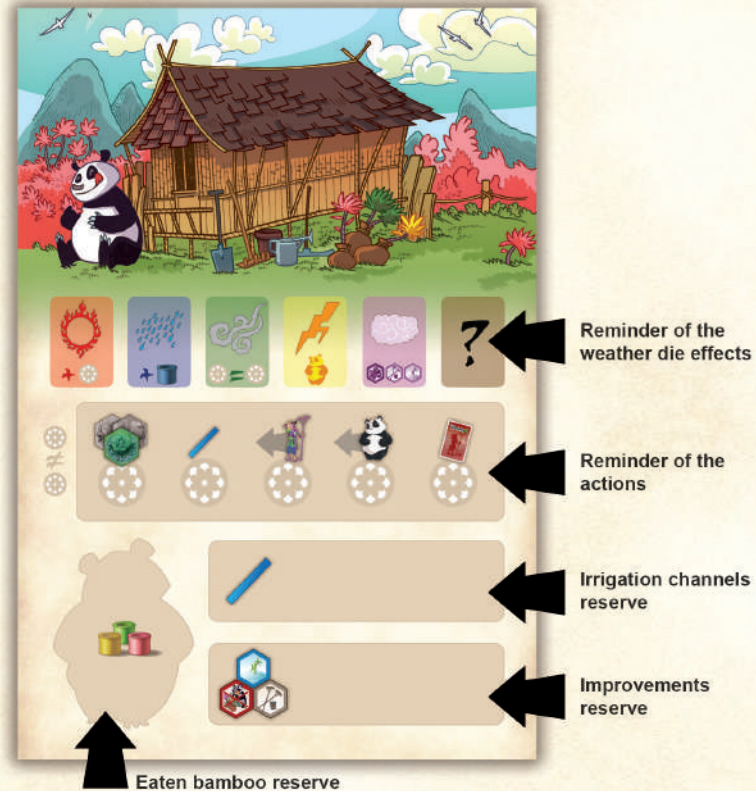 ?
Reminder of the
weather die effects
Reminder of the
actions
Irrigation channels
reserve
Improvements
reserve
Eaten bamboo reserve